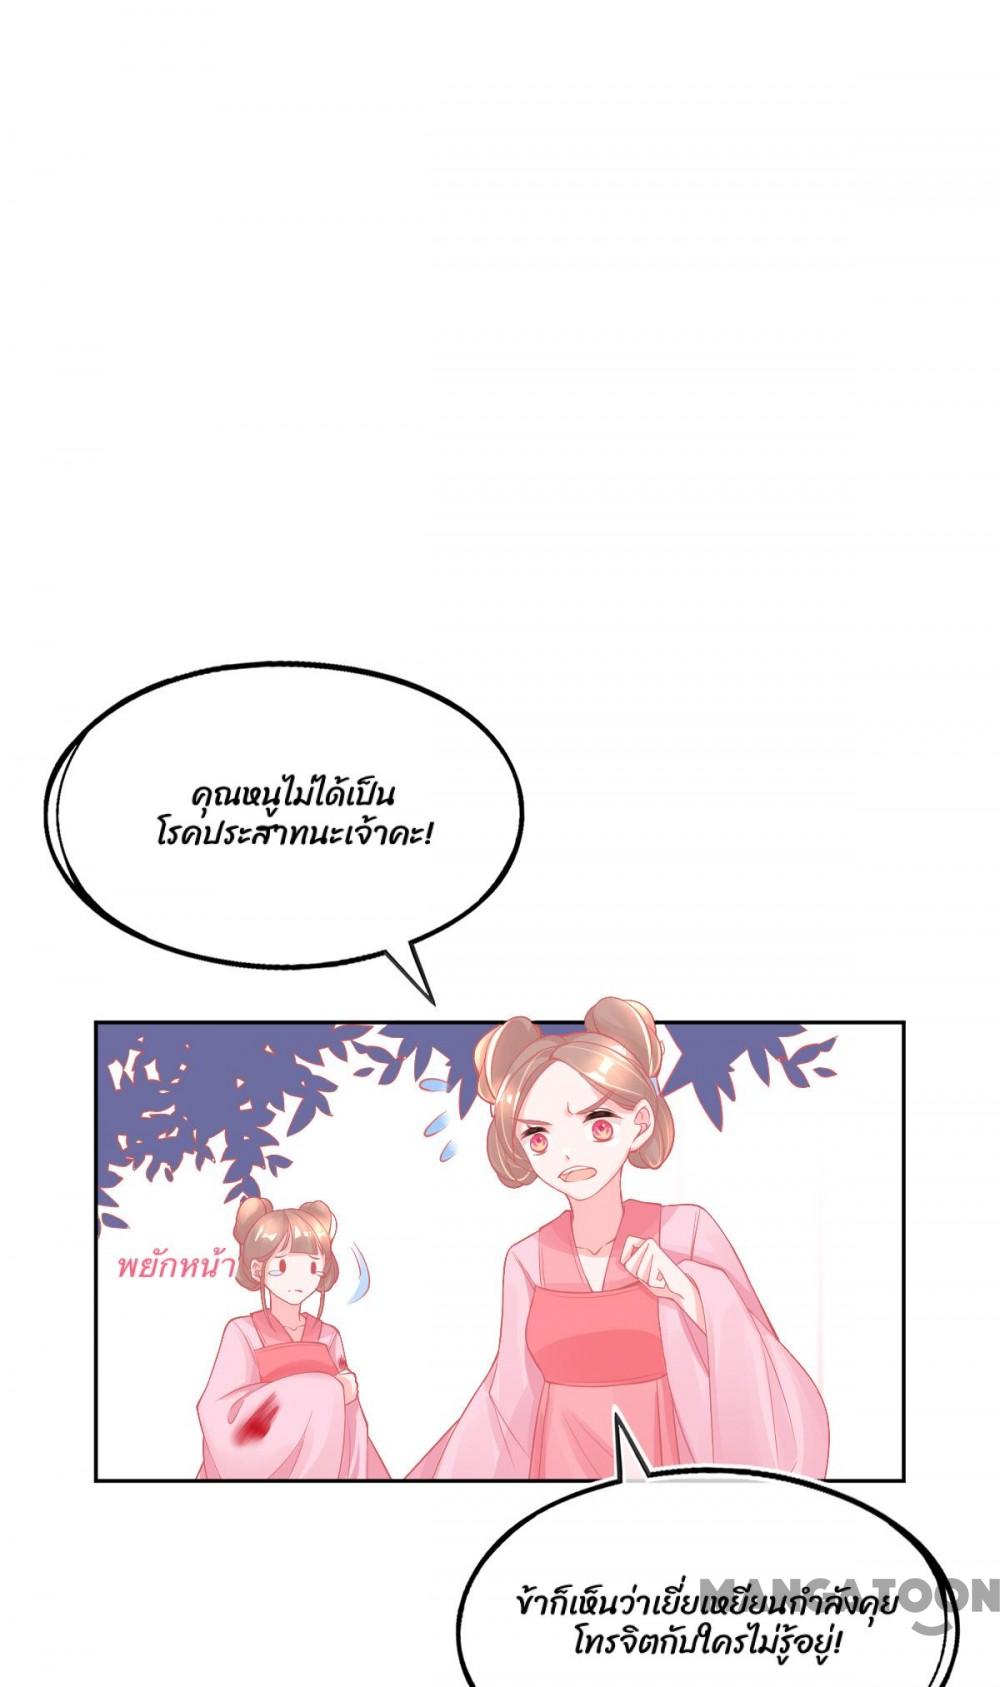 คุณหนูไม่ได้เป็น
โรคประสาทนะเจ้าคะ!
พยักหน้า
ข้าก็เห็นว่าเยี่ยเหยียนกำลังคุย
โทรจิตกับใครไม่รู้อยู่!
MANGATOON